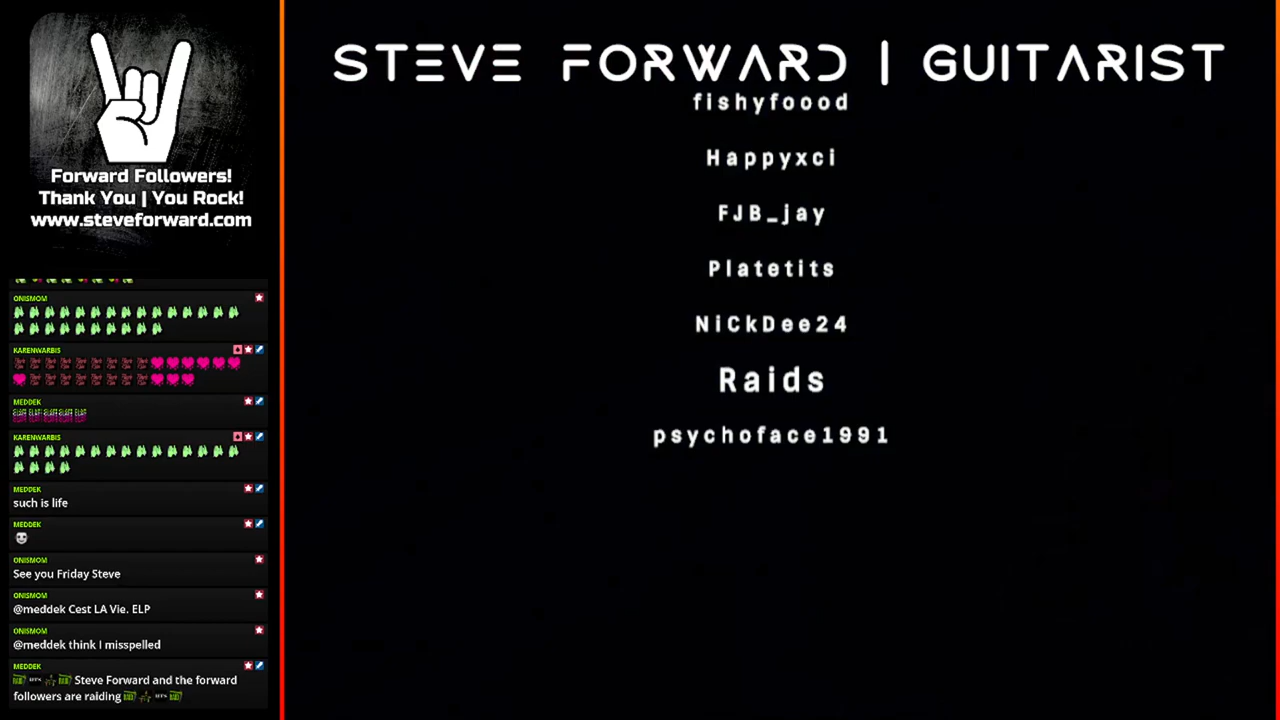 Forward Followers!
Thank You | You Rock!
www.steveforward.com
ONISMOM
KARENWARBIS
MEDDEK
KARENWARBIS
MEDDEK
such is life
MEDDEK
ONISMOM
See you Friday Steve
ONISMOM
@meddek Cest LA Vie. ELP
ONISMOM
@meddek think I misspelled
MEDDEK
Steve Forward and the forward
followers are raiding
STEVE FORWARD | GUITARIST
fishyfoood
Happyxci
FJB_jay
Platetits
NiCkDee24
Raids
psychoface1991